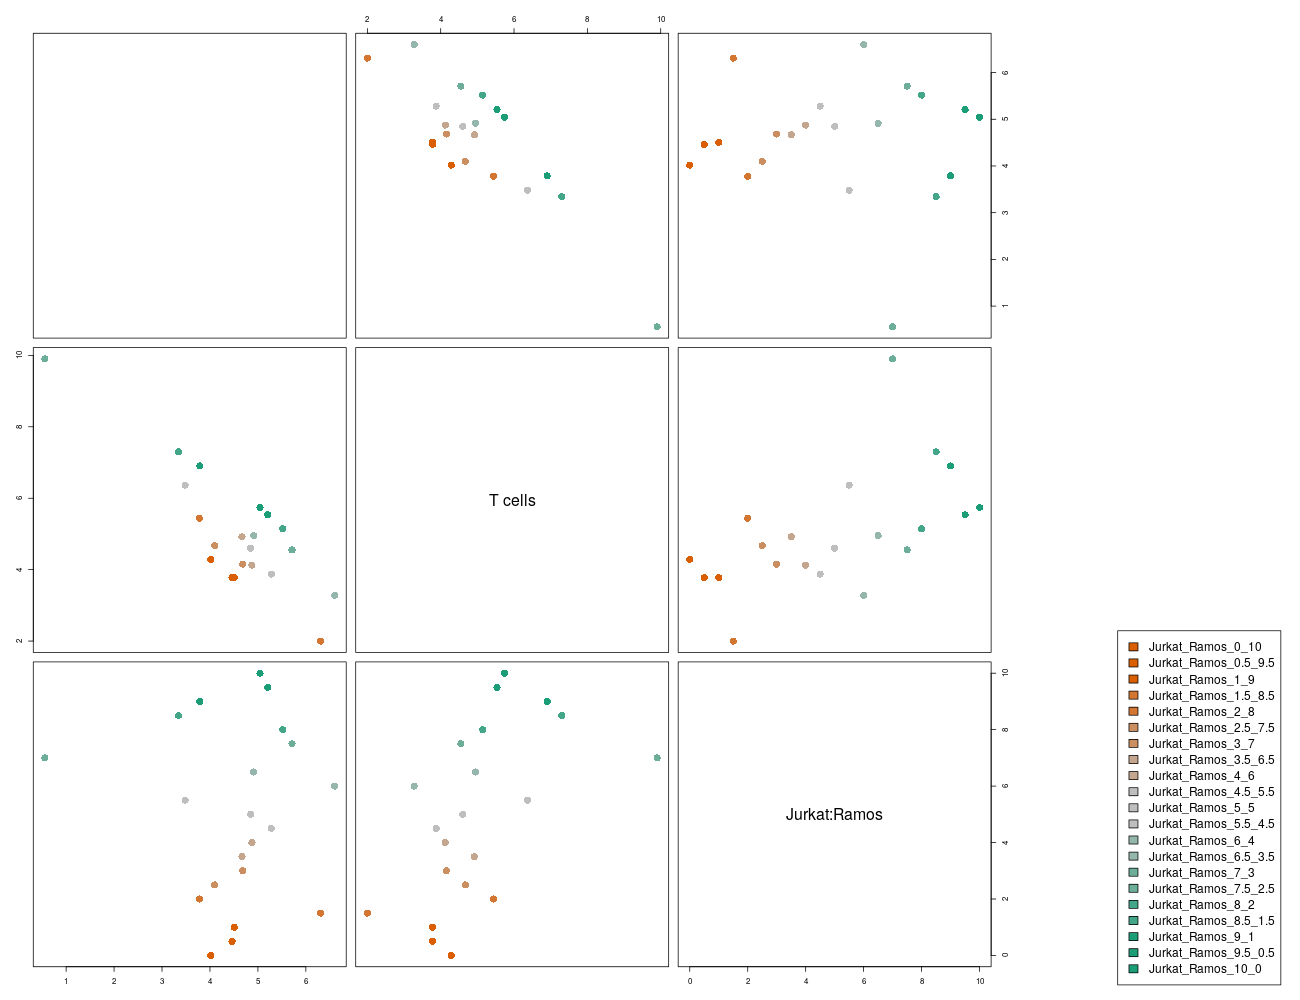 2 4 6 8 10
6
5
4
3
2
1
10
8
6
4
2
T cells
Jurkat:Ramos
10
8
6
4
2
0
1 2 3 4 5 6
0 2 4 6 8 10
Jurkat_Ramos_0_10
Jurkat_Ramos_0.5_9.5
Jurkat_Ramos_1_9
Jurkat_Ramos_1.5_8.5
Jurkat_Ramos_2_8
Jurkat_Ramos_2.5_7.5
Jurkat_Ramos_3_7
Jurkat_Ramos_3.5_6.5
Jurkat_Ramos_4_6
Jurkat_Ramos_4.5_5.5
Jurkat_Ramos_5_5
Jurkat_Ramos_5.5_4.5
Jurkat_Ramos_6_4
Jurkat_Ramos_6.5_3.5
Jurkat_Ramos_7_3
Jurkat_Ramos_7.5_2.5
Jurkat_Ramos_8_2
Jurkat_Ramos_8.5_1.5
Jurkat_Ramos_9_1
Jurkat_Ramos_9.5_0.5
Jurkat_Ramos_10_0